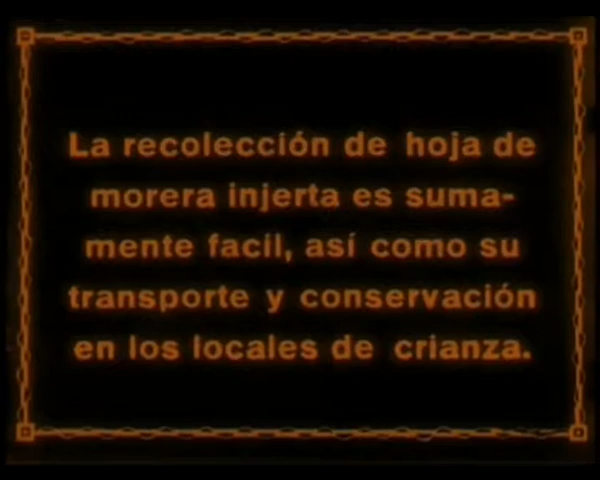 La recolección de hoja de
morera injerta es suma-
mente facil, así como su
transporte y conservación
en los locales de crianza.